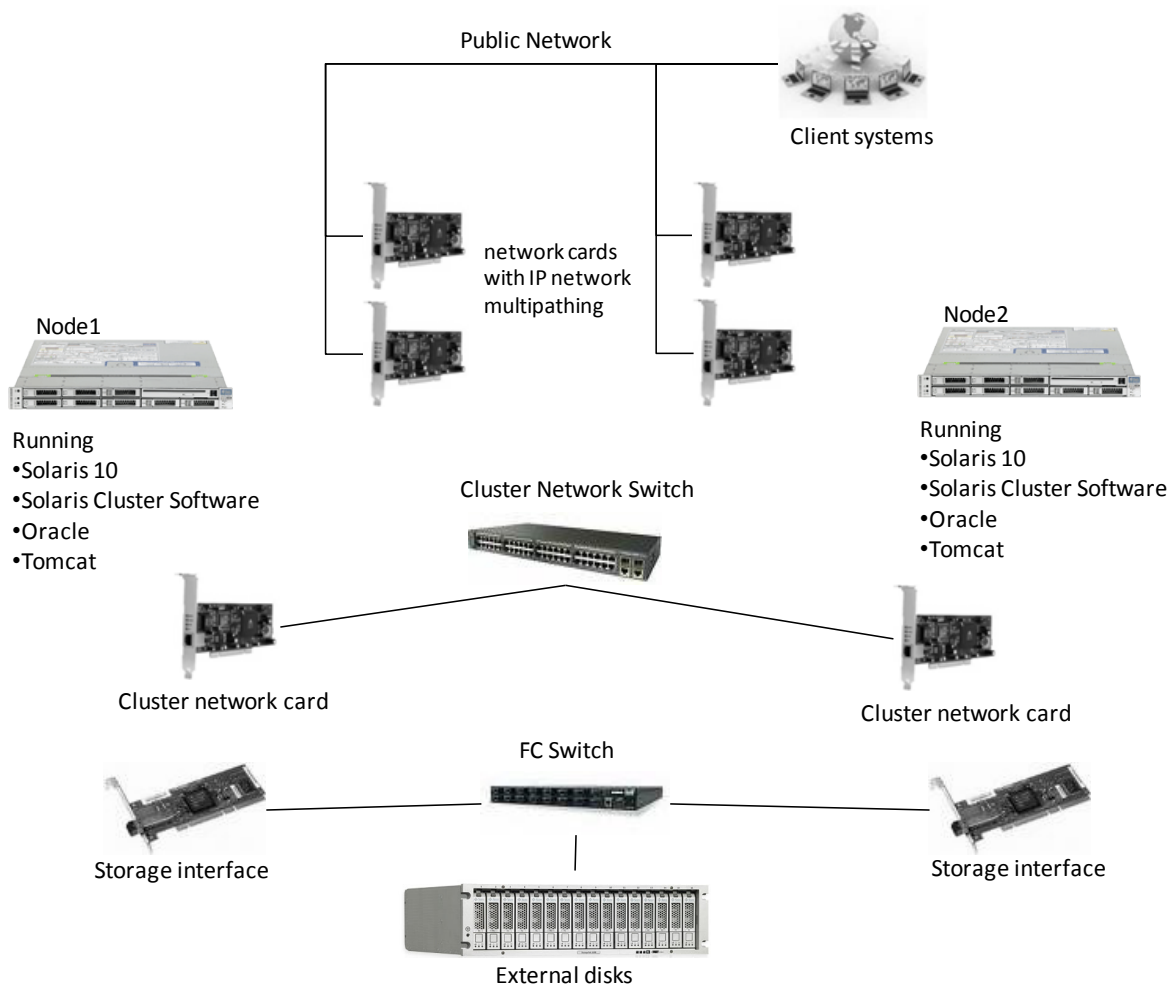 Public Network
Client systems
network cards
with IP network
multipathing
Node1
Node2
Running
•Solaris 10
•Solaris Cluster Software
•Oracle
•Tomcat
Running
•Solaris 10
•Solaris Cluster Software
•Oracle
•Tomcat
Cluster Network Switch
Cluster network card
Cluster network card
FC Switch
Storage interface
Storage interface
External disks